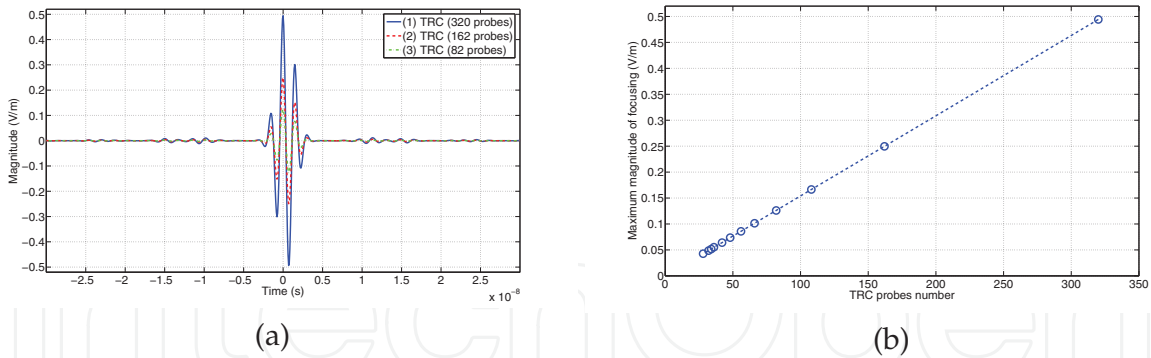 0.5
0.4
0.3
0.2
0.1
0
−0.1
−0.2
−0.3
−0.4
−0.5
Magnitude (V/m)
(1) TRC (320 probes)
(2) TRC (162 probes)
(3) TRC (82 probes)
−2.5 −2 −1.5 −1 −0.5 0 0.5 1 1.5 2 2.5
Time (s)
x 10⁻⁸
(a)
0.5
0.45
0.4
0.35
0.3
0.25
0.2
0.15
0.1
0.05
0
Maximum magnitude of focusing (V/m)
0 50 100 150 200 250 300 350
TRC probes number
(b)